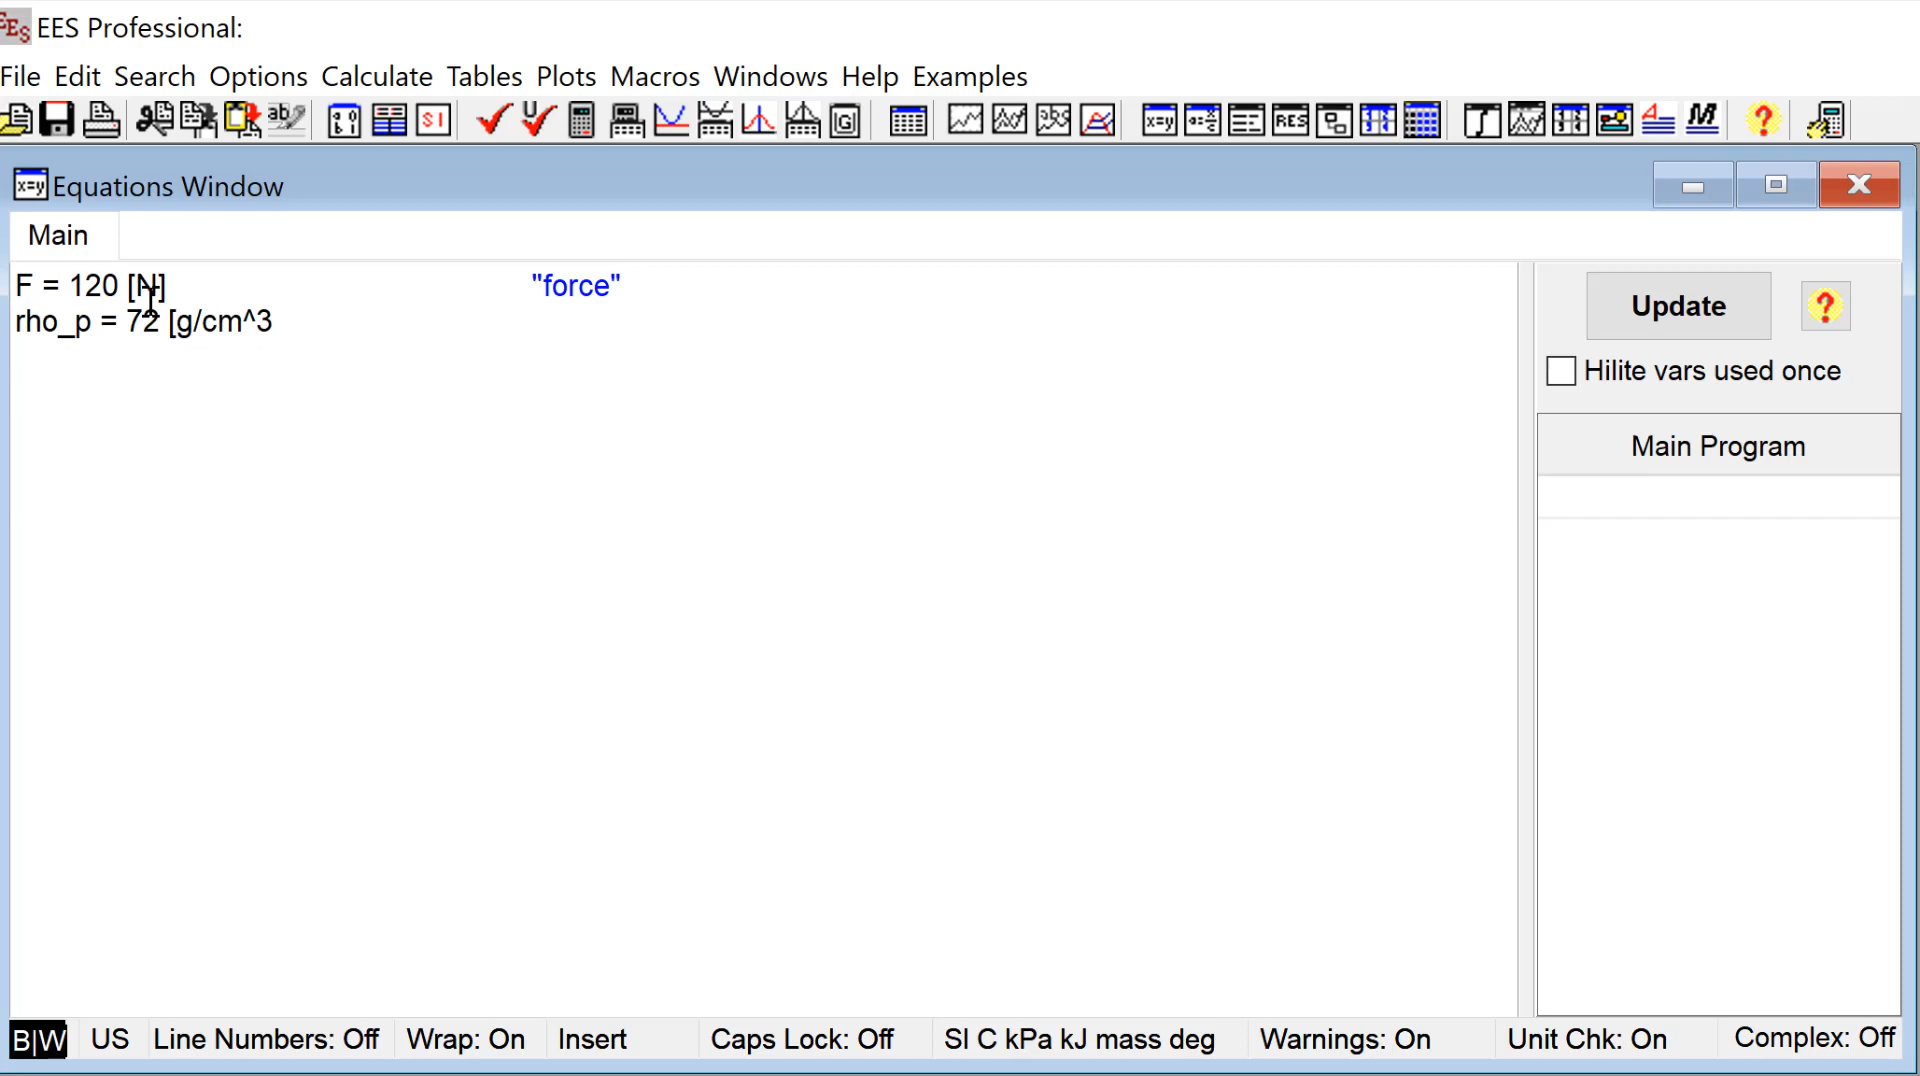 EES Professional:
File Edit Search Options Calculate Tables Plots Macros Windows Help Examples
Equations Window
Main
F = 120 [N] "force"
rho_p = 72 [g/cm^3
Update
Hilite vars used once
Main Program
B|W US Line Numbers: Off Wrap: On Insert Caps Lock: Off SI C kPa kJ mass deg Warnings: On Unit Chk: On Complex: Off